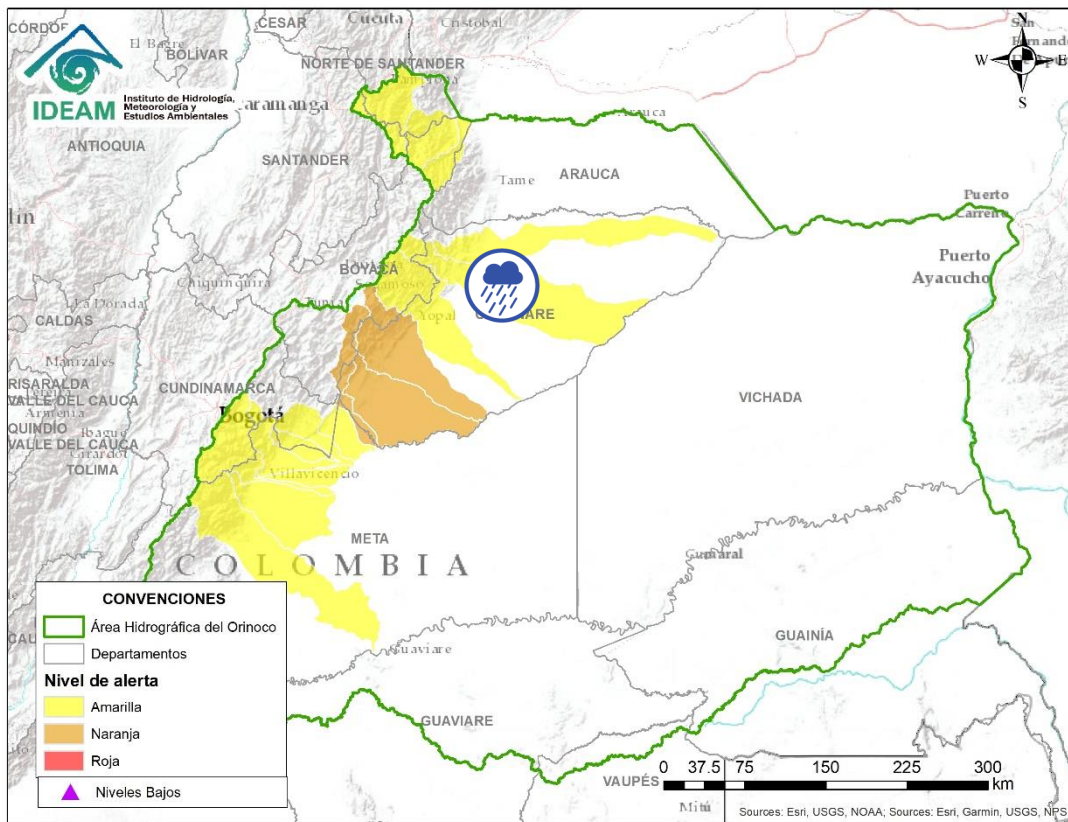 IDEAM
Instituto de Hidrología,
Meteorología y
Estudios Ambientales
N
W
E
S
CESAR
Cucuta
Cristobal
San
El Bagre
BOLÍVAR
NORTE DE SANTANDER
ANTIOQUIA
SANTANDER
Arauca
Tame
ARAUCA
Puerto
Carreño
Puerto
Ayacucho
BOYACÁ
Chiquinquira
La Dorada
Tunja
Yopal
CALDAS
Manizales
RISARALDA
CUNDINAMARCA
VALLE DEL CAUCA
Armenia
Bogotá
QUINDÍO
Ibague
VALLE DEL CAUCA
Girardot
TOLIMA
VICHADA
Villavicencio
META
COLOMBIA
GUAINÍA
Guaviare
GUAVIARE
VAUPÉS
Mitú
CONVENCIONES
Área Hidrográfica del Orinoco
Departamentos
Nivel de alerta
Amarilla
Naranja
Roja
Niveles Bajos
0 37.5 75 150 225 300
km
Sources: Esri, USGS, NOAA; Sources: Esri, Garmin, USGS, NPS